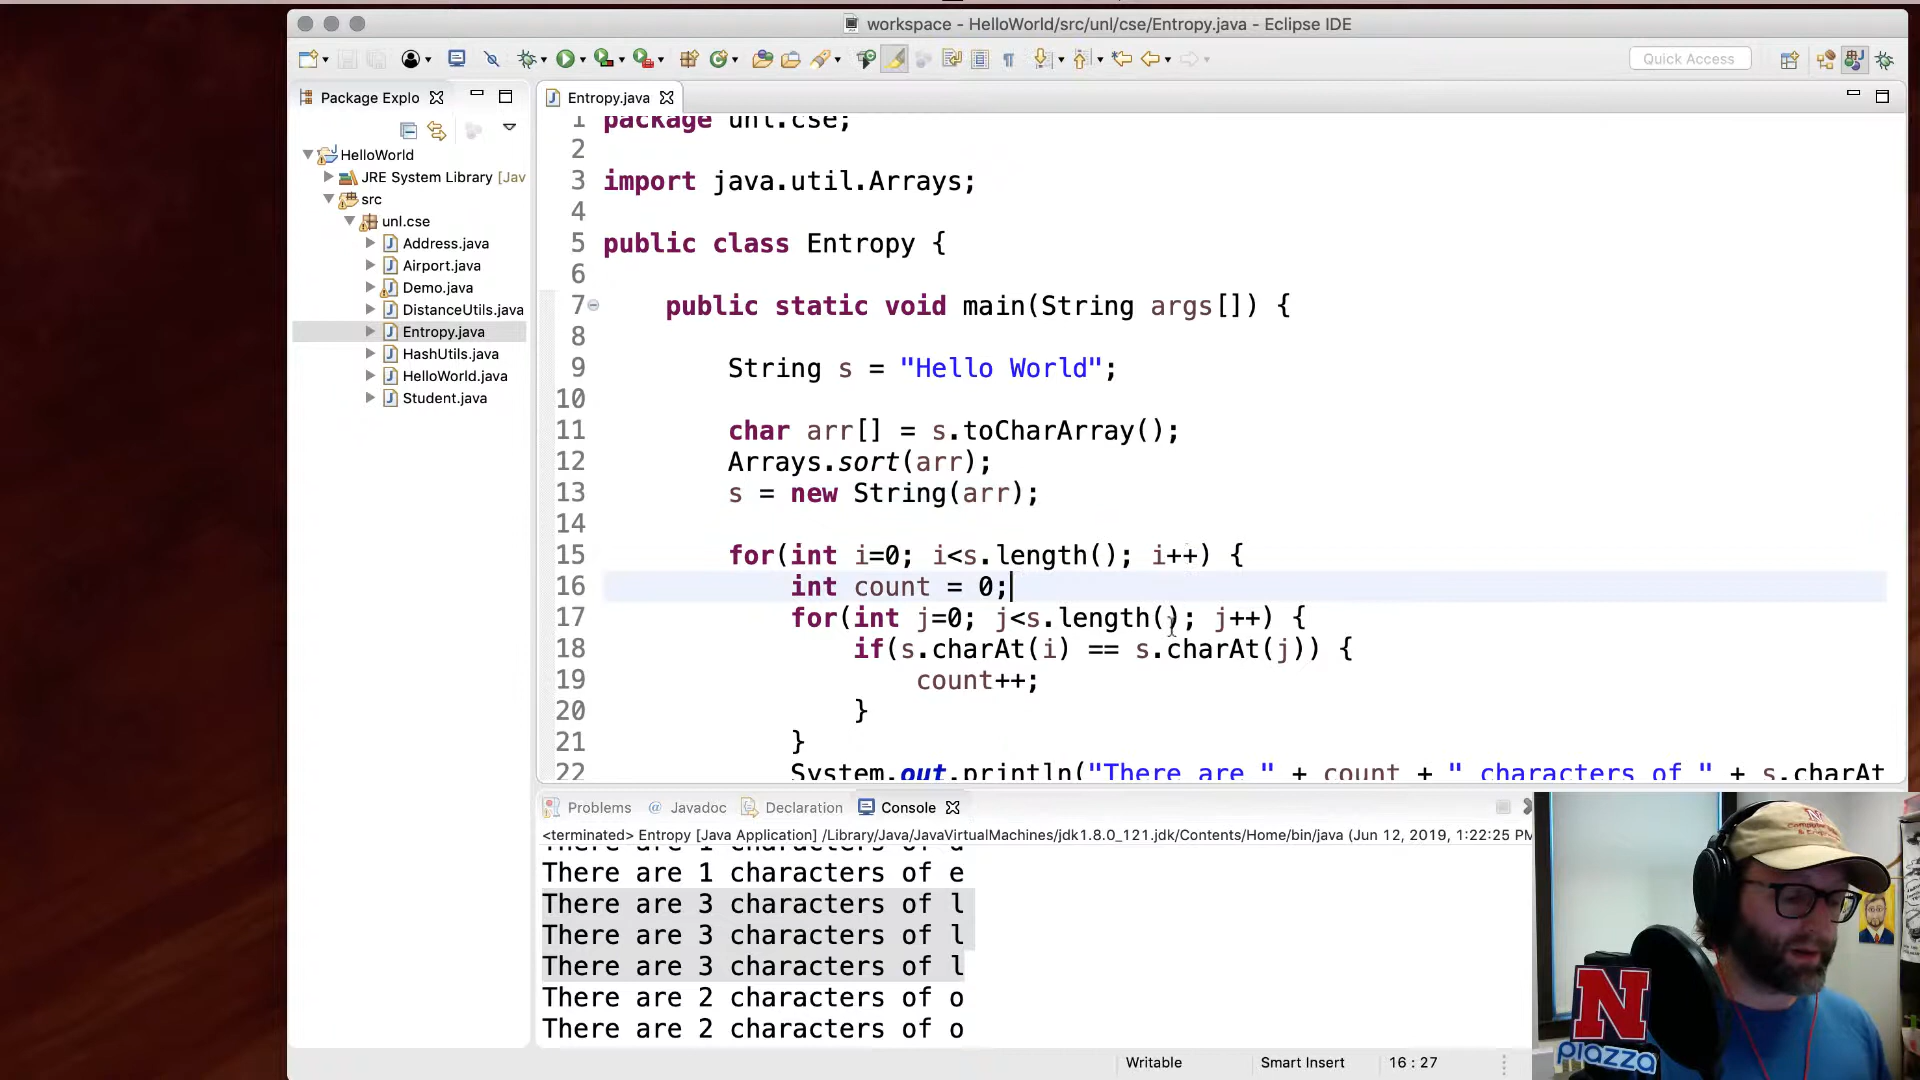 workspace - HelloWorld/src/unl/cse/Entropy.java - Eclipse IDE
Quick Access
Package Explo
Entropy.java
HelloWorld
JRE System Library [Jav
src
unl.cse
Address.java
Airport.java
Demo.java
DistanceUtils.java
Entropy.java
HashUtils.java
HelloWorld.java
Student.java
1 package unl.cse;
2
3 import java.util.Arrays;
4
5 public class Entropy {
6
7 public static void main(String args[]) {
8
9 String s = "Hello World";
10
11 char arr[] = s.toCharArray();
12 Arrays.sort(arr);
13 s = new String(arr);
14
15 for(int i=0; i<s.length(); i++) {
16 int count = 0;
17 for(int j=0; j<s.length(); j++) {
18 if(s.charAt(i) == s.charAt(j)) {
19 count++;
20 }
21 }
22 System.out.println("There are " + count + " characters of " + s.charAt
Problems @ Javadoc Declaration Console
<terminated> Entropy [Java Application] /Library/Java/JavaVirtualMachines/jdk1.8.0_121.jdk/Contents/Home/bin/java (Jun 12, 2019, 1:22:25 PM
There are 1 characters of d
There are 1 characters of e
There are 3 characters of l
There are 3 characters of l
There are 3 characters of l
There are 2 characters of o
There are 2 characters of o
Writable
Smart Insert
16 : 27
N
piazza